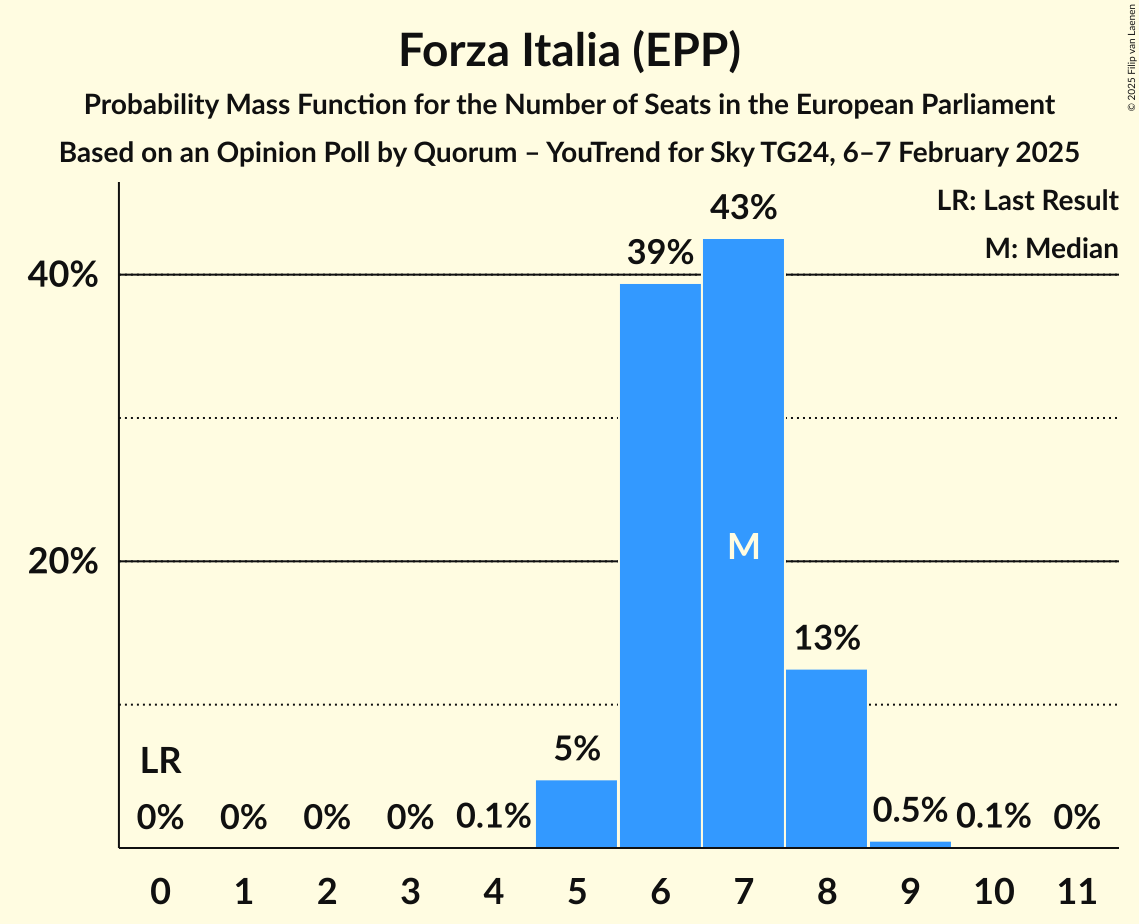 Forza Italia (EPP)
Probability Mass Function for the Number of Seats in the European Parliament
Based on an Opinion Poll by Quorum – YouTrend for Sky TG24, 6–7 February 2025
© 2025 Filip van Laenen
LR: Last Result
M: Median
40%
20%
LR
0%
0%
0%
0%
0.1%
5%
39%
43%
M
13%
0.5%
0.1%
0%
0 1 2 3 4 5 6 7 8 9 10 11